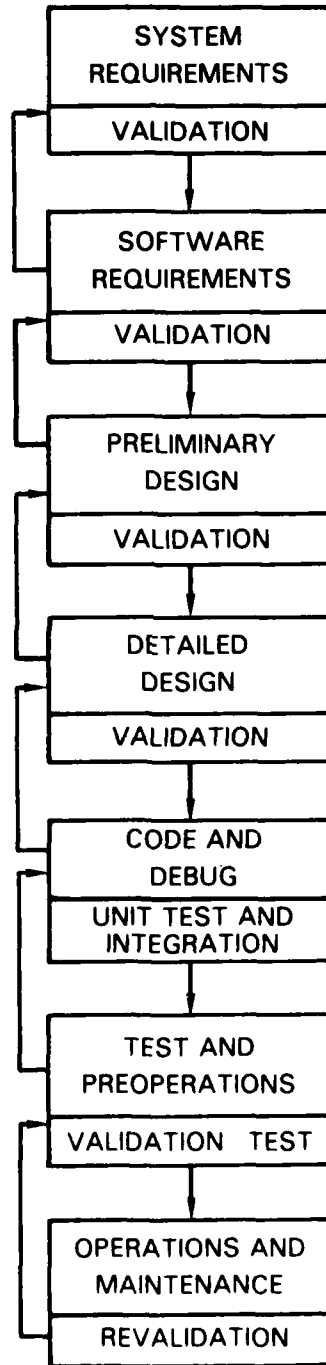 SYSTEM
REQUIREMENTS
VALIDATION
SOFTWARE
REQUIREMENTS
VALIDATION
PRELIMINARY
DESIGN
VALIDATION
DETAILED
DESIGN
VALIDATION
CODE AND
DEBUG
UNIT TEST AND
INTEGRATION
TEST AND
PREOPERATIONS
VALIDATION TEST
OPERATIONS AND
MAINTENANCE
REVALIDATION